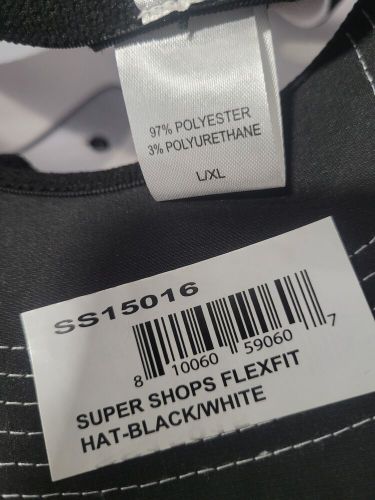 97% POLYESTER
3% POLYURETHANE
L/XL
SS15016
8 10060 59060 7
SUPER SHOPS FLEXFIT
HAT-BLACK/WHITE